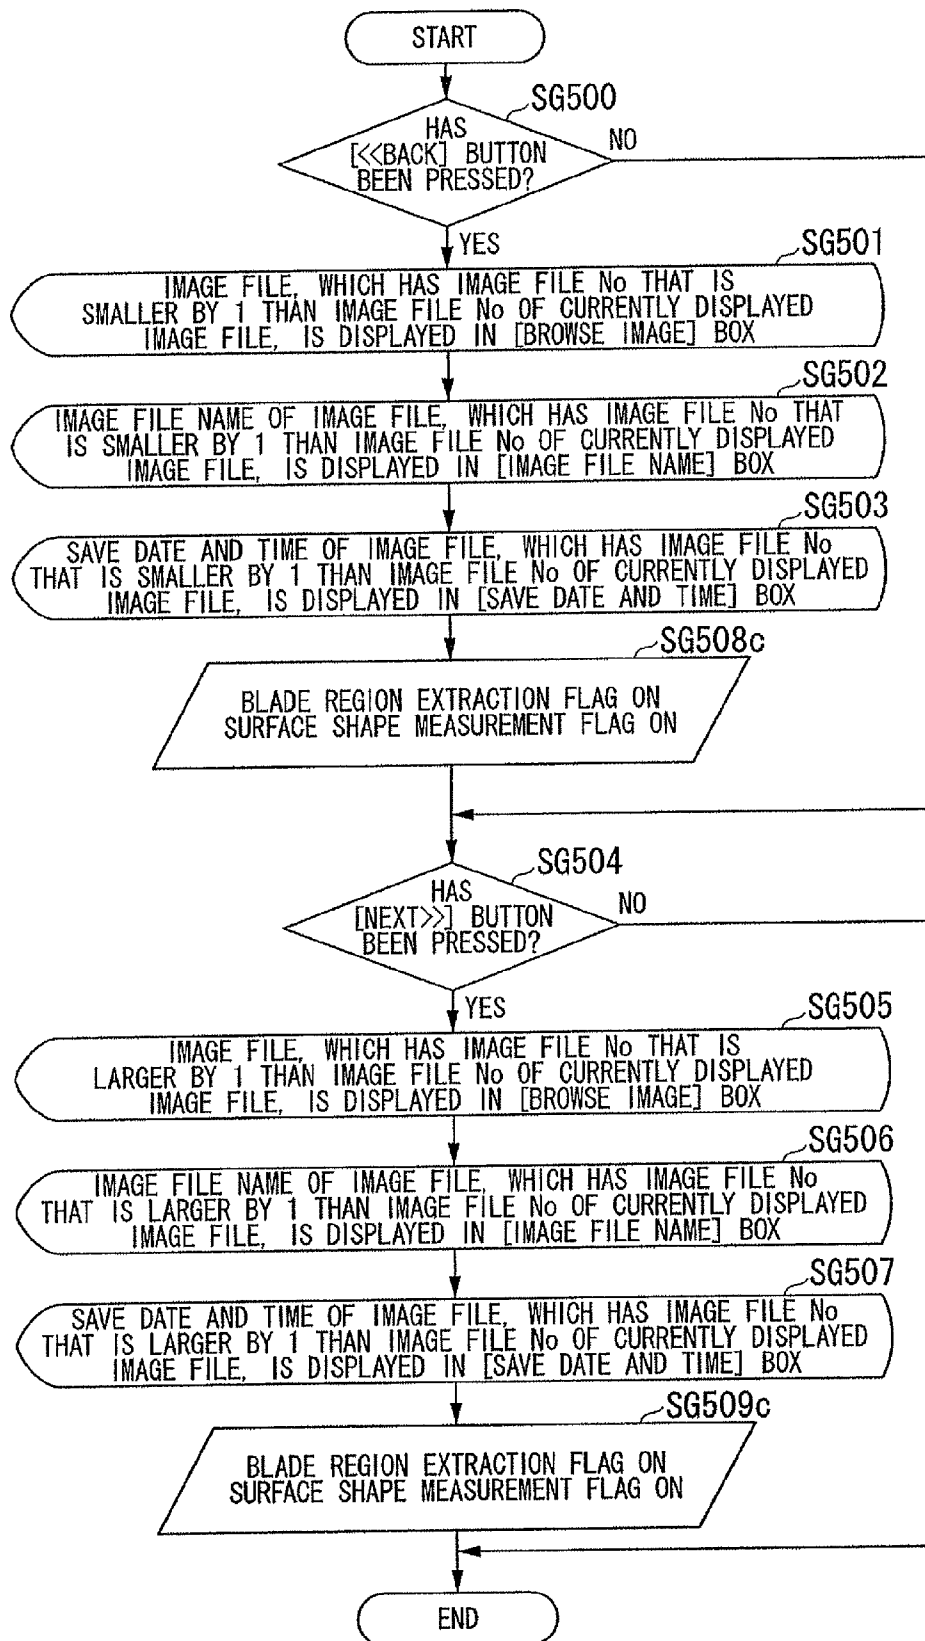 START
SG500
HAS
[<<BACK] BUTTON
BEEN PRESSED?
NO
YES
SG501
IMAGE FILE, WHICH HAS IMAGE FILE No THAT IS
SMALLER BY 1 THAN IMAGE FILE No OF CURRENTLY DISPLAYED
IMAGE FILE, IS DISPLAYED IN [BROWSE IMAGE] BOX
SG502
IMAGE FILE NAME OF IMAGE FILE, WHICH HAS IMAGE FILE No THAT
IS SMALLER BY 1 THAN IMAGE FILE No OF CURRENTLY DISPLAYED
IMAGE FILE, IS DISPLAYED IN [IMAGE FILE NAME] BOX
SG503
SAVE DATE AND TIME OF IMAGE FILE, WHICH HAS IMAGE FILE No
THAT IS SMALLER BY 1 THAN IMAGE FILE No OF CURRENTLY DISPLAYED
IMAGE FILE, IS DISPLAYED IN [SAVE DATE AND TIME] BOX
SG508c
BLADE REGION EXTRACTION FLAG ON
SURFACE SHAPE MEASUREMENT FLAG ON
SG504
HAS
[NEXT>>] BUTTON
BEEN PRESSED?
NO
YES
SG505
IMAGE FILE, WHICH HAS IMAGE FILE No THAT IS
LARGER BY 1 THAN IMAGE FILE No OF CURRENTLY DISPLAYED
IMAGE FILE, IS DISPLAYED IN [BROWSE IMAGE] BOX
SG506
IMAGE FILE NAME OF IMAGE FILE, WHICH HAS IMAGE FILE No
THAT IS LARGER BY 1 THAN IMAGE FILE No OF CURRENTLY DISPLAYED
IMAGE FILE, IS DISPLAYED IN [IMAGE FILE NAME] BOX
SG507
SAVE DATE AND TIME OF IMAGE FILE, WHICH HAS IMAGE FILE No
THAT IS LARGER BY 1 THAN IMAGE FILE No OF CURRENTLY DISPLAYED
IMAGE FILE, IS DISPLAYED IN [SAVE DATE AND TIME] BOX
SG509c
BLADE REGION EXTRACTION FLAG ON
SURFACE SHAPE MEASUREMENT FLAG ON
END